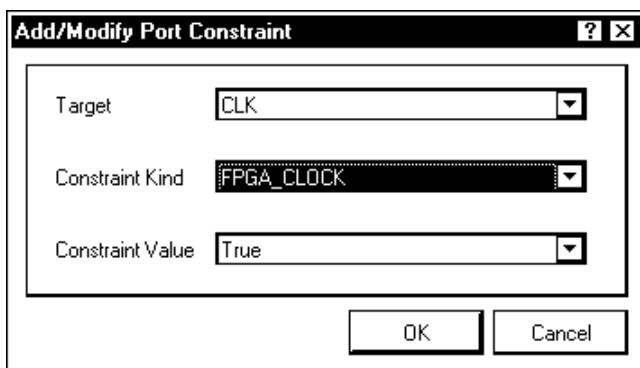 Add/Modify Port Constraint ? X
Target CLK
Constraint Kind FPGA_CLOCK
Constraint Value True
OK Cancel